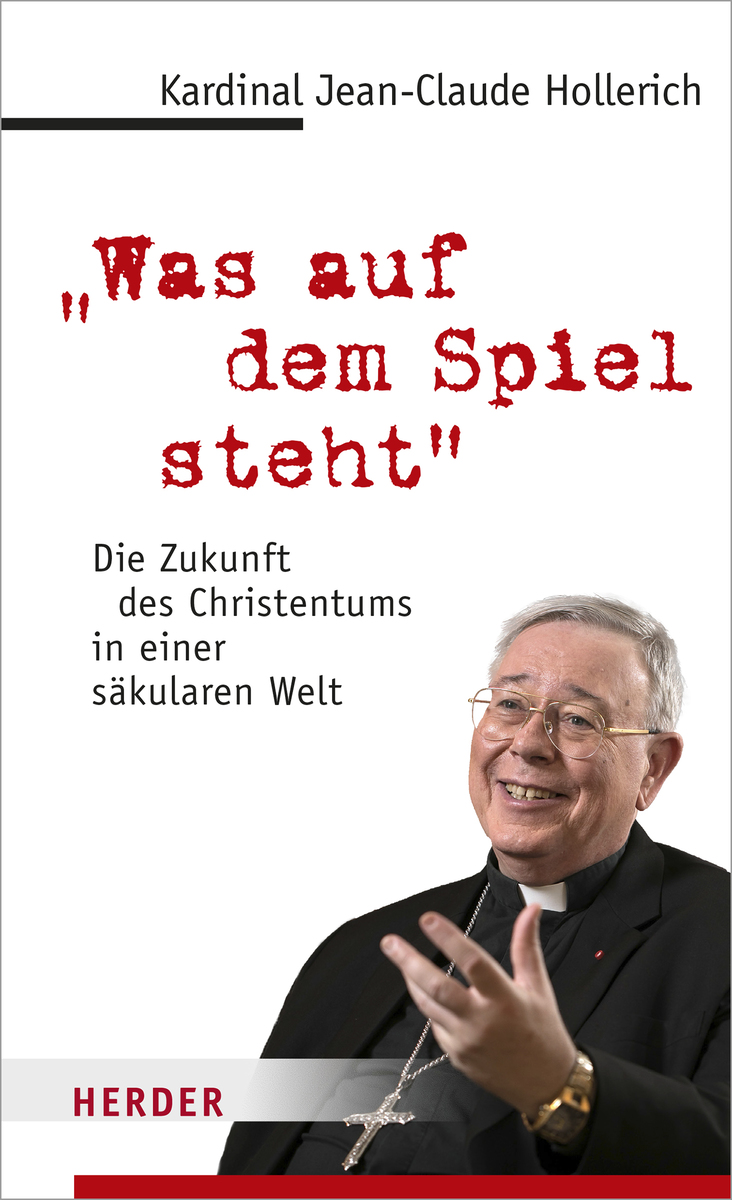 Kardinal Jean-Claude Hollerich
„Was auf
dem Spiel
steht"
Die Zukunft
des Christentums
in einer
säkularen Welt
HERDER